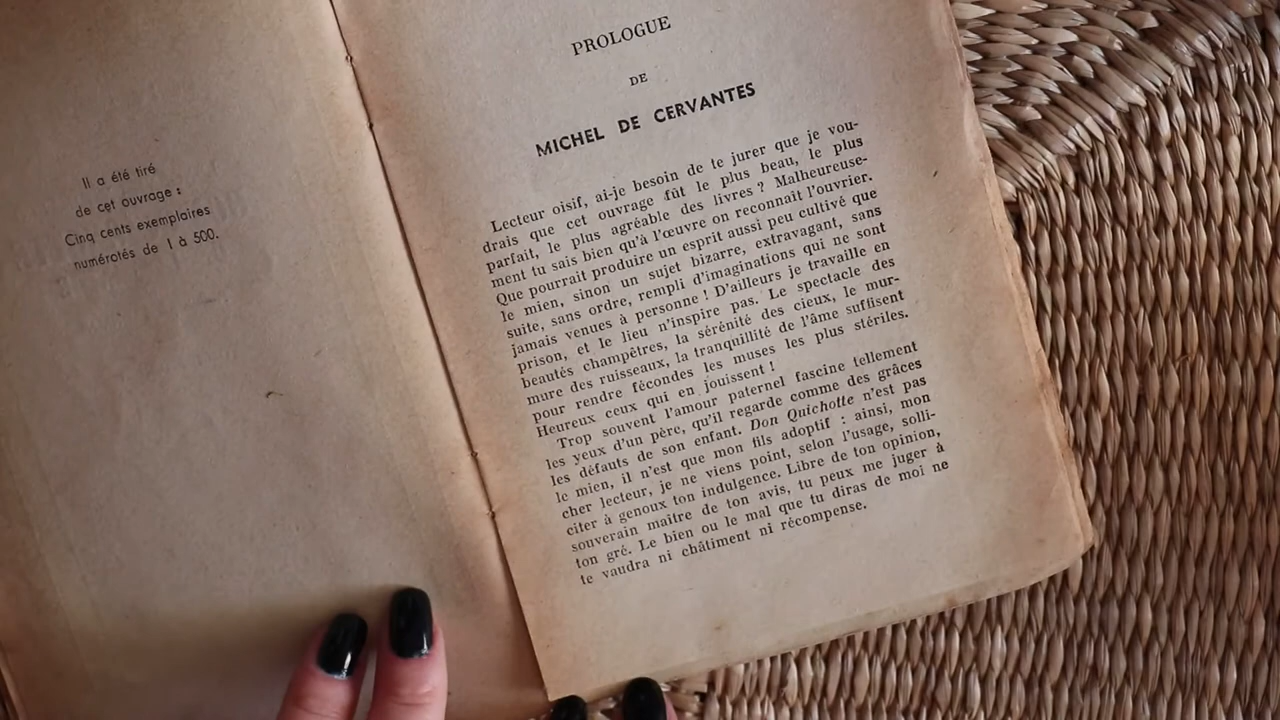 Il a été tiré
de cet ouvrage :
Cinq cents exemplaires
numérotés de 1 à 500.
PROLOGUE
DE
MICHEL DE CERVANTES
Lecteur oisif, ai-je besoin de te jurer que je vou-
drais que cet ouvrage fût le plus beau, le plus
parfait, le plus agréable des livres ? Malheureuse-
ment tu sais bien qu'à l'œuvre on reconnaît l'ouvrier.
Que pourrait produire un esprit aussi peu cultivé que
le mien, sinon un sujet bizarre, extravagant, sans
suite, sans ordre, rempli d'imaginations qui ne sont
jamais venues à personne ! D'ailleurs je travaille en
prison, et le lieu n'inspire pas. Le spectacle des
beautés champêtres, la sérénité des cieux, le mur-
mure des ruisseaux, la tranquillité de l'âme suffisent
pour rendre fécondes les muses les plus stériles.
Heureux ceux qui en jouissent !
Trop souvent l'amour paternel fascine tellement
les yeux d'un père, qu'il regarde comme des grâces
les défauts de son enfant. Don Quichotte n'est pas
le mien, il n'est que mon fils adoptif : ainsi, mon
cher lecteur, je ne viens point, selon l'usage, solli-
citer à genoux ton indulgence. Libre de ton opinion,
souverain maître de ton avis, tu peux me juger à
ton gré. Le bien ou le mal que tu diras de moi ne
te vaudra ni châtiment ni récompense.